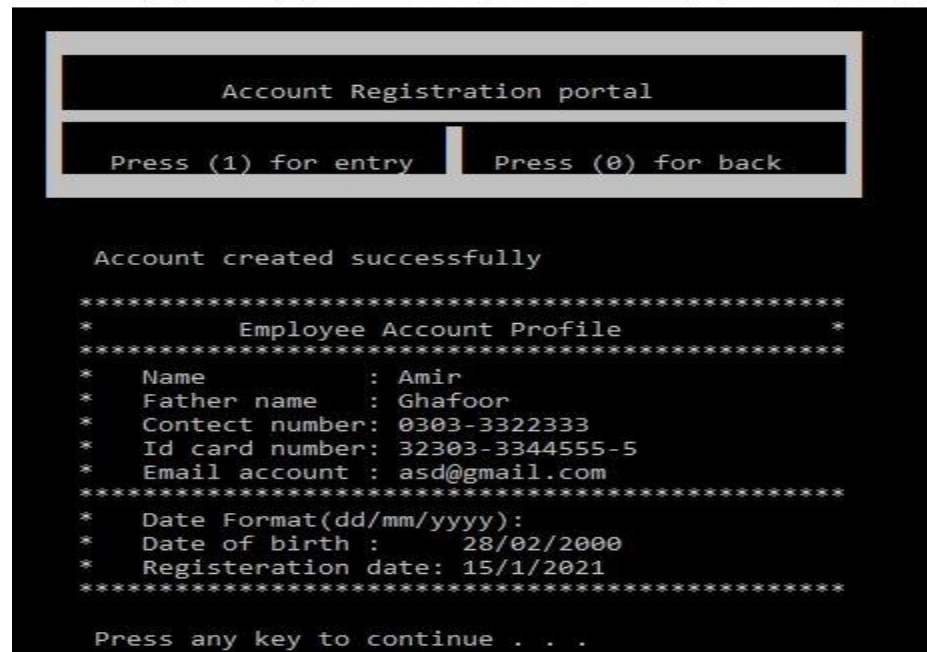 Account Registration portal
Press (1) for entry Press (0) for back
Account created successfully
************************************************
* Employee Account Profile *
************************************************
* Name : Amir
* Father name : Ghafoor
* Contect number: 0303-3322333
* Id card number: 32303-3344555-5
* Email account : asd@gmail.com
************************************************
* Date Format(dd/mm/yyyy):
* Date of birth : 28/02/2000
* Registeration date: 15/1/2021
************************************************
Press any key to continue . . .